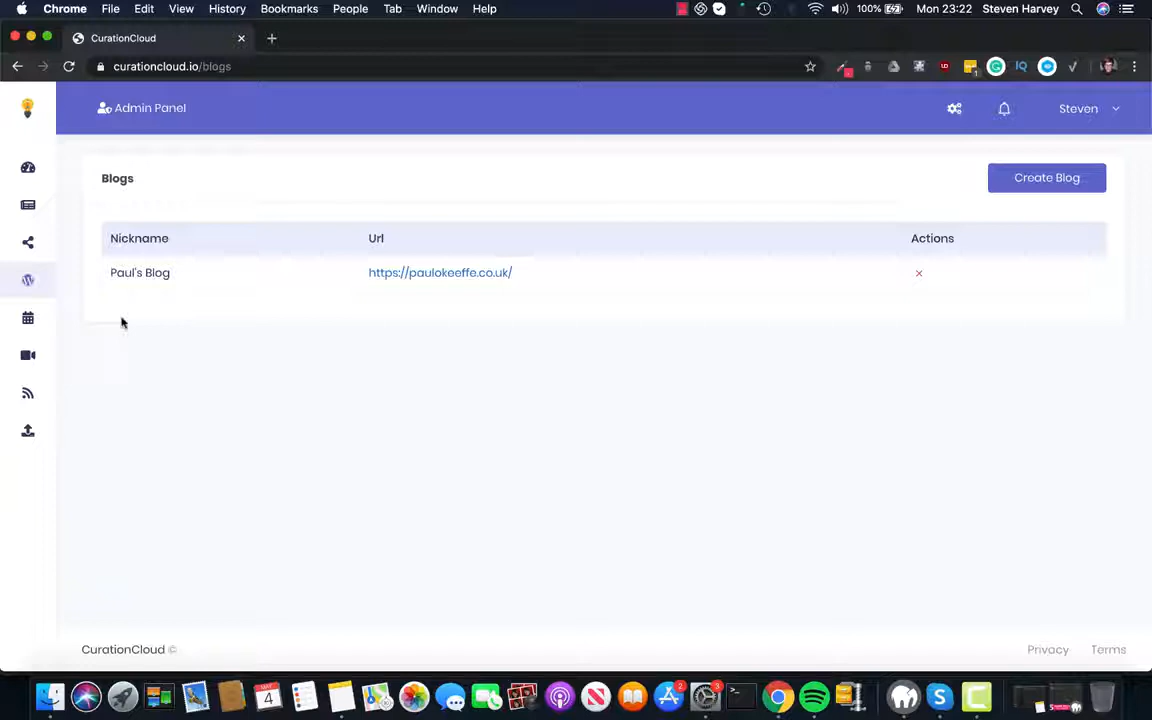 Chrome File Edit View History Bookmarks People Tab Window Help 100% Mon 23:22 Steven Harvey
CurationCloud
curationcloud.io/blogs
Admin Panel Steven
Blogs Create Blog
Nickname Url Actions
Paul's Blog https://paulokeeffe.co.uk/
CurationCloud © Privacy Terms